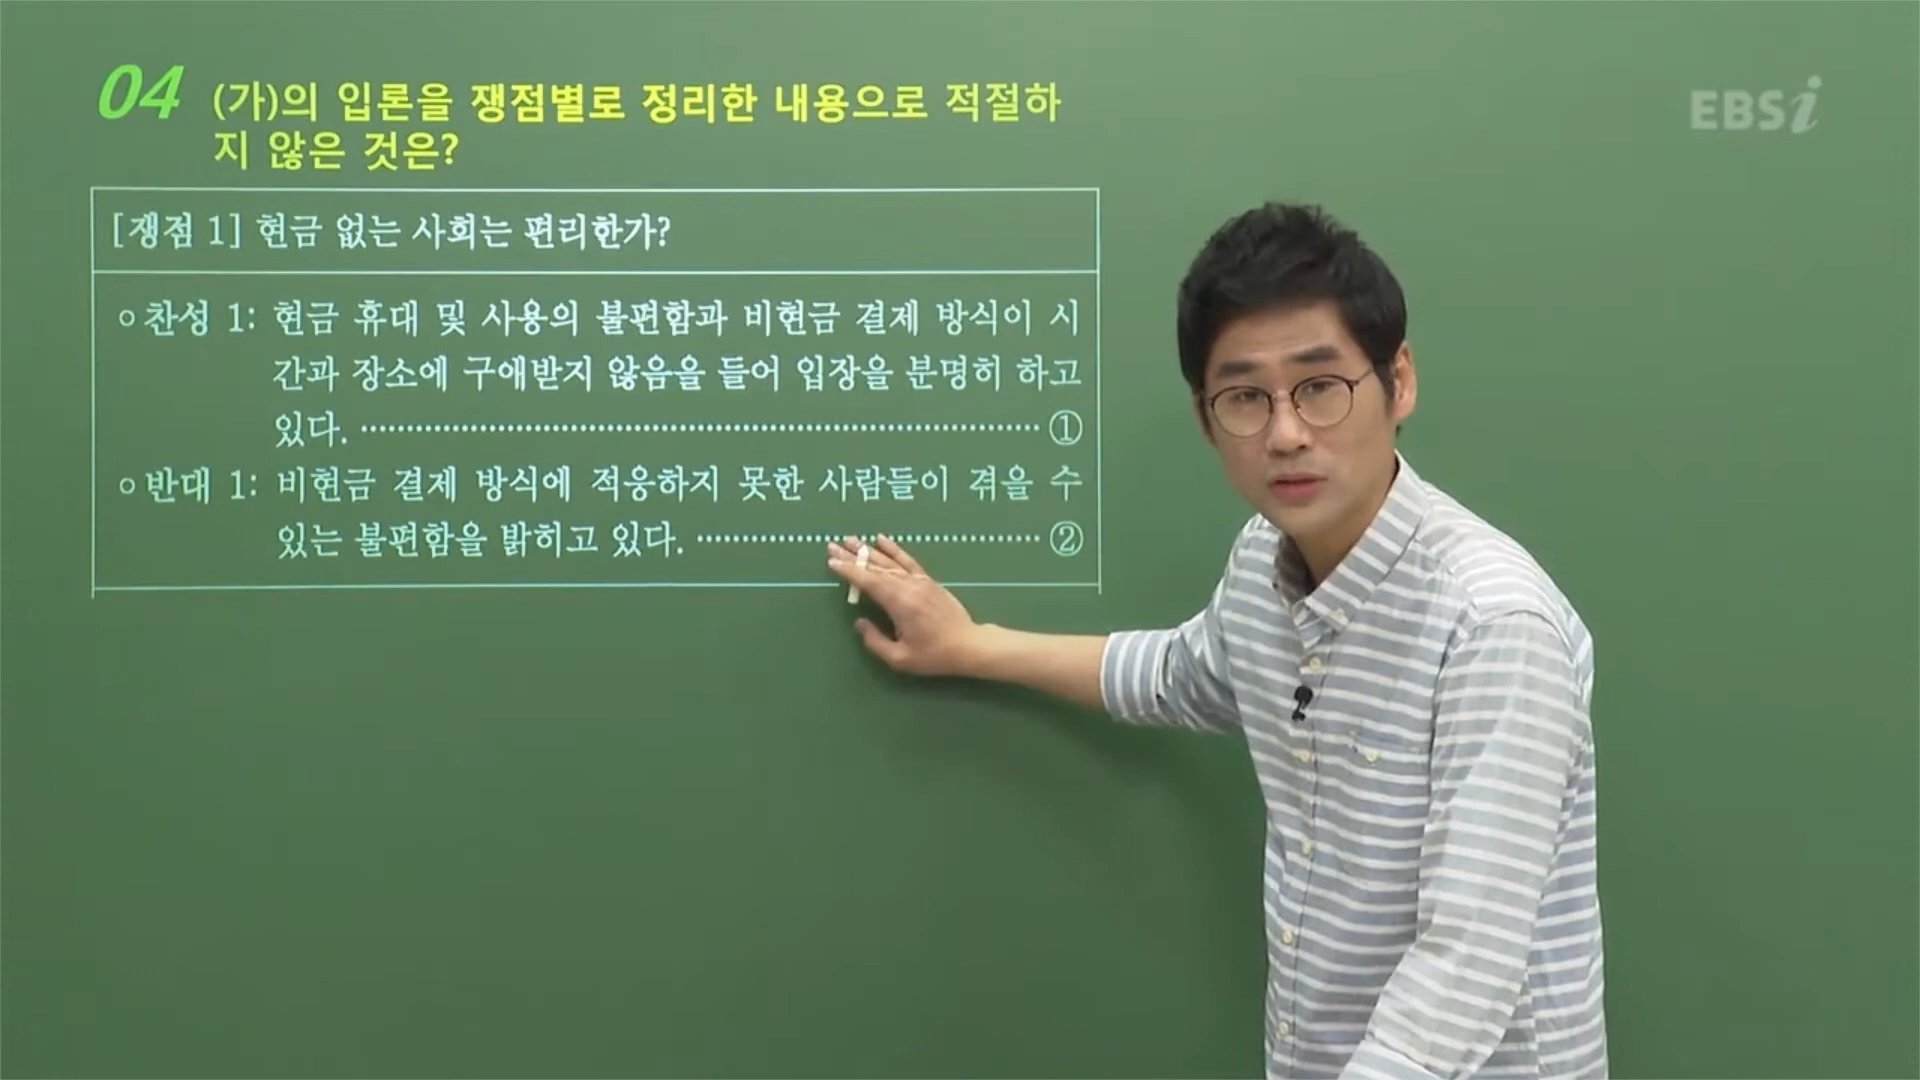 04 (가)의 입론을 쟁점별로 정리한 내용으로 적절하
지 않은 것은?
EBSi
[쟁점 1] 현금 없는 사회는 편리한가?
○찬성 1: 현금 휴대 및 사용의 불편함과 비현금 결제 방식이 시
간과 장소에 구애받지 않음을 들어 입장을 분명히 하고
있다. ①
○반대 1: 비현금 결제 방식에 적응하지 못한 사람들이 겪을 수
있는 불편함을 밝히고 있다. ②